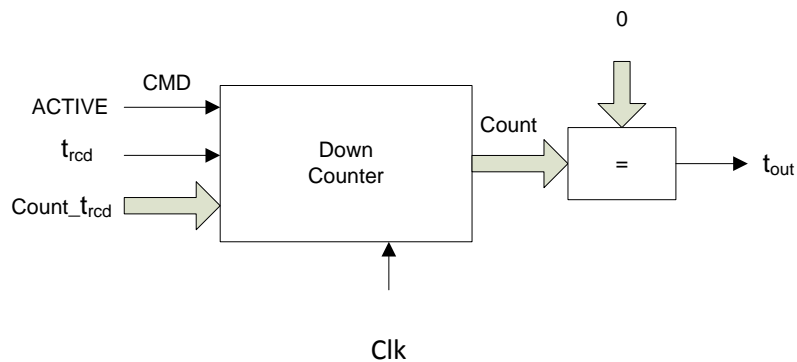 0
CMD
ACTIVE
trcd
Count_trcd
Down
Counter
Count
=
tout
Clk